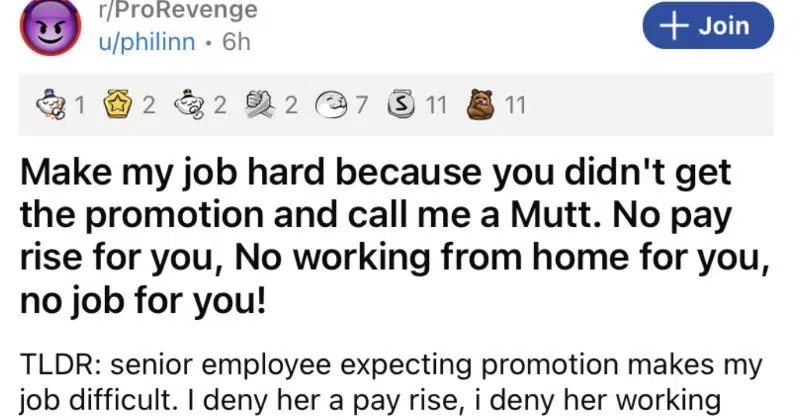 r/ProRevenge
u/philinn • 6h
+ Join
1 2 2 2 7 S 11 11
Make my job hard because you didn't get
the promotion and call me a Mutt. No pay
rise for you, No working from home for you,
no job for you!
TLDR: senior employee expecting promotion makes my
job difficult. I deny her a pay rise, i deny her working